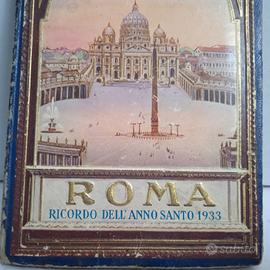 ROMA
RICORDO DELL'ANNO SANTO 1933
subito